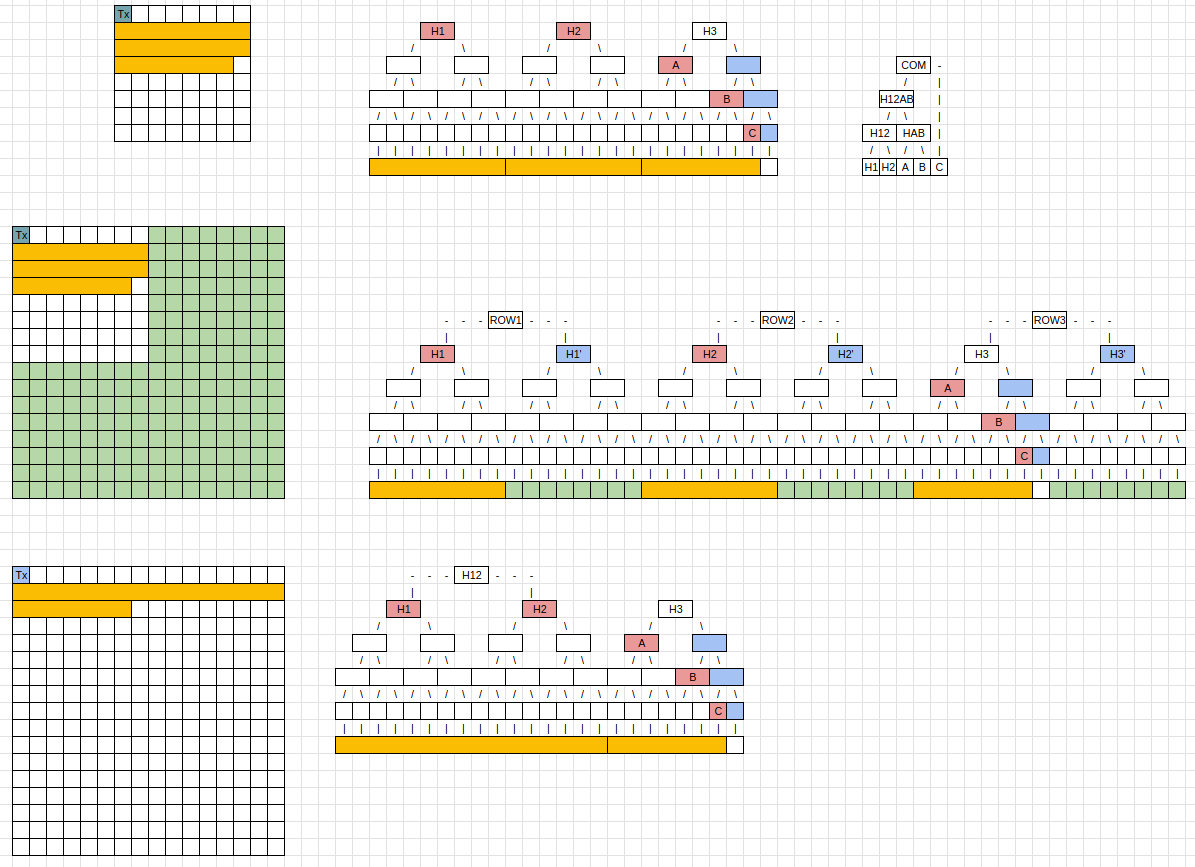 Tx
H1 H2 H3
/ \ / \ / \
A COM -
/ \ / \ / \ / \ / \ / \ / |
B H12AB |
/ \ / \ / \ / \ / \ / \ / \ / \ / \ / \ / \ / \ / \ |
C H12 HAB |
| | | | | | | | | | | | | | | | | | | | | | | | / \ / \ |
H1 H2 A B C
Tx
- - - ROW1 - - - - - - ROW2 - - - - - - ROW3 - - -
| | | | | |
H1 H1' H2 H2' H3 H3'
/ \ / \ / \ / \ / \ / \
A
/ \ / \ / \ / \ / \ / \ / \ / \ / \ / \ / \ / \
B
/ \ / \ / \ / \ / \ / \ / \ / \ / \ / \ / \ / \ / \ / \ / \ / \ / \ / \ / \ / \ / \ / \ / \ / \
C
| | | | | | | | | | | | | | | | | | | | | | | | | | | | | | | | | | | | | | | | | | | | | | | |
Tx - - - H12 - - -
| |
H1 H2 H3
/ \ / \ / \
A
/ \ / \ / \ / \ / \ / \
B
/ \ / \ / \ / \ / \ / \ / \ / \ / \ / \ / \ / \
C
| | | | | | | | | | | | | | | | | | | | | | | |